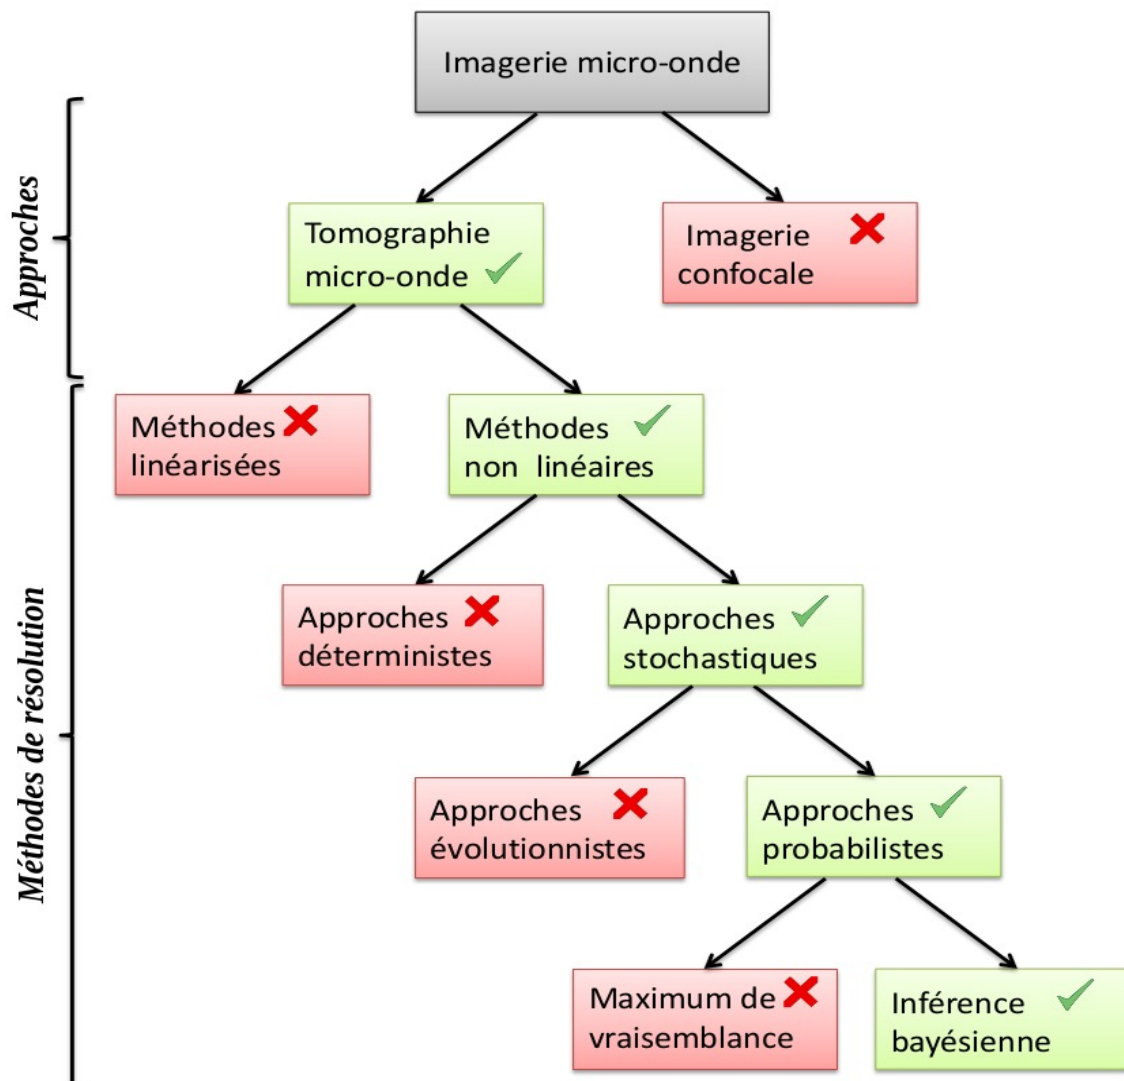 Imagerie micro-onde
Approches
Tomographie
micro-onde
Imagerie
confocale
Méthodes
linéarisées
Méthodes
non linéaires
Méthodes de résolution
Approches
déterministes
Approches
stochastiques
Approches
évolutionnistes
Approches
probabilistes
Maximum de
vraisemblance
Inférence
bayésienne